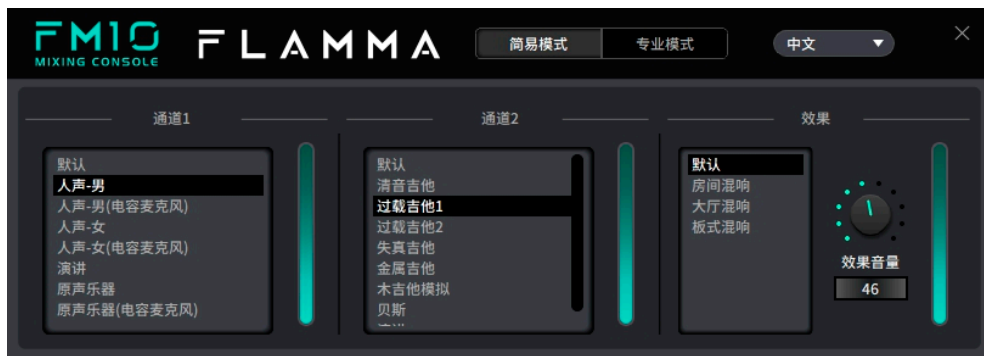 FM10
MIXING CONSOLE
FLAMMA
简易模式
专业模式
中文
通道1
默认
人声-男
人声-男(电容麦克风)
人声-女
人声-女(电容麦克风)
演讲
原声乐器
原声乐器(电容麦克风)
通道2
默认
清音吉他
过载吉他1
过载吉他2
失真吉他
金属吉他
木吉他模拟
贝斯
效果
默认
房间混响
大厅混响
板式混响
效果音量
46